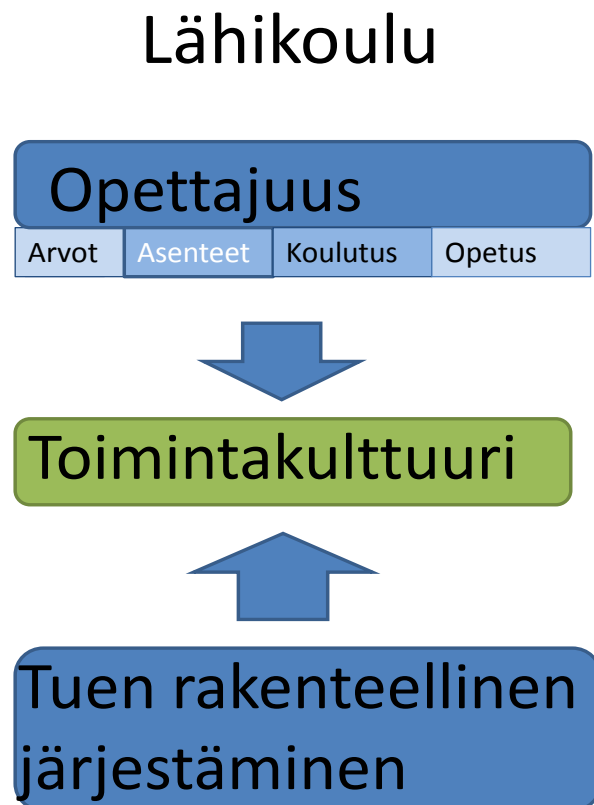 Lähikoulu
Opettajuus
Arvot Asenteet Koulutus Opetus
Toimintakulttuuri
Tuen rakenteellinen
järjestäminen